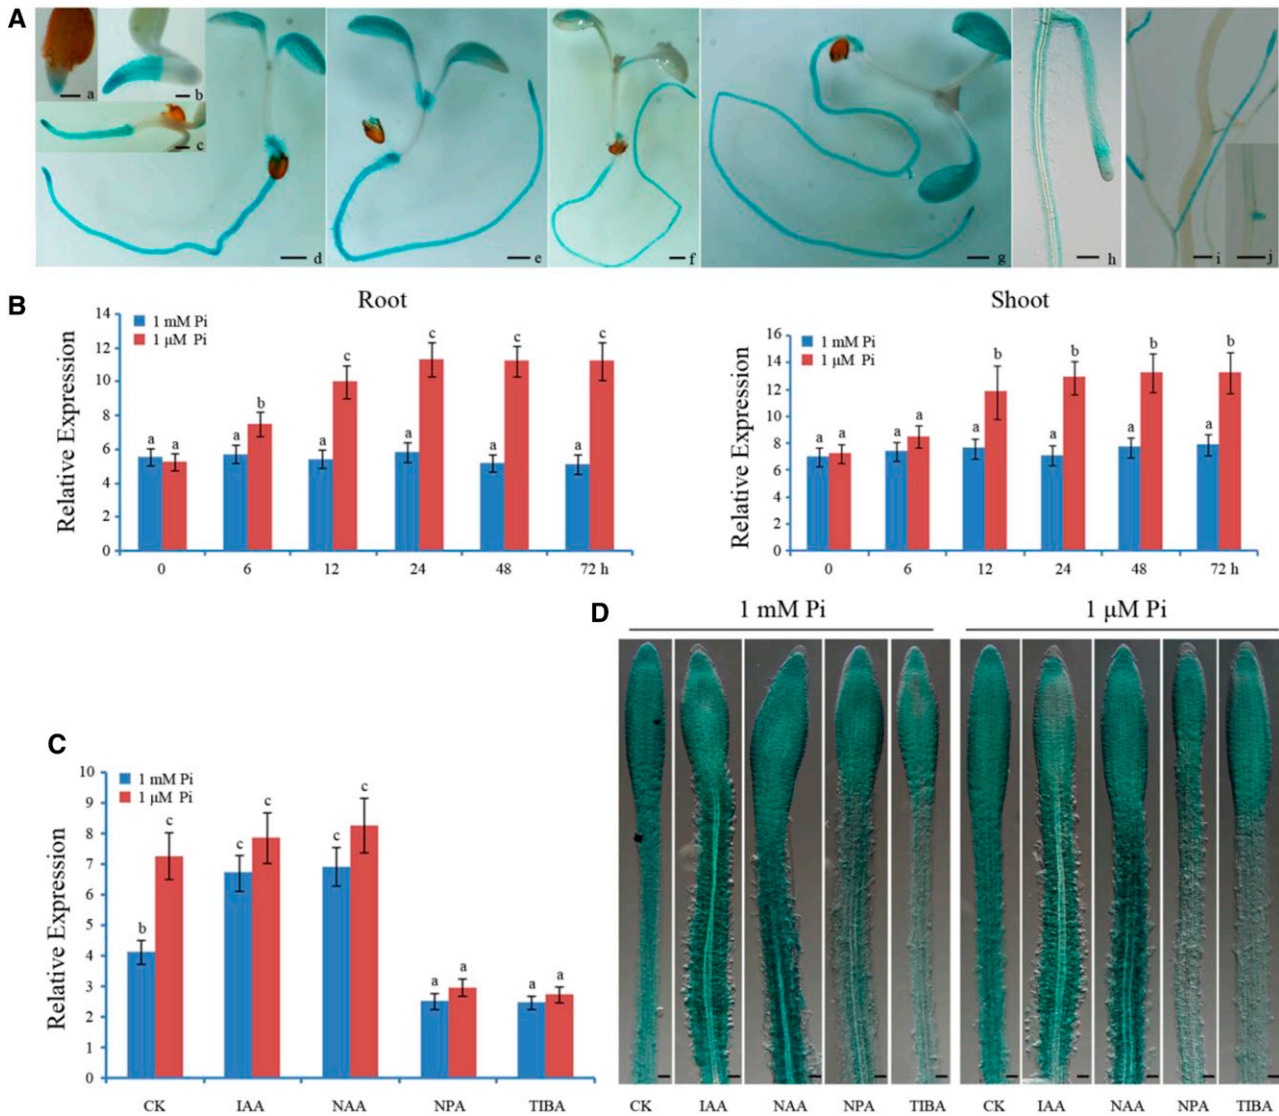 A
a
b
c
d
e
f
g
h
i
j
B
Root
Relative Expression
1 mM Pi
1 μM Pi
14
12
10
8
6
4
2
0
a a
a b
a c
a c
a c
a c
0 6 12 24 48 72 h
Shoot
Relative Expression
1 mM Pi
1 μM Pi
16
14
12
10
8
6
4
2
0
a a
a a
a b
a b
a b
a b
0 6 12 24 48 72 h
C
Relative Expression
1 mM Pi
1 μM Pi
10
9
8
7
6
5
4
3
2
1
0
b c
c c
c c
a a
a a
CK IAA NAA NPA TIBA
D
1 mM Pi 1 μM Pi
CK IAA NAA NPA TIBA CK IAA NAA NPA TIBA